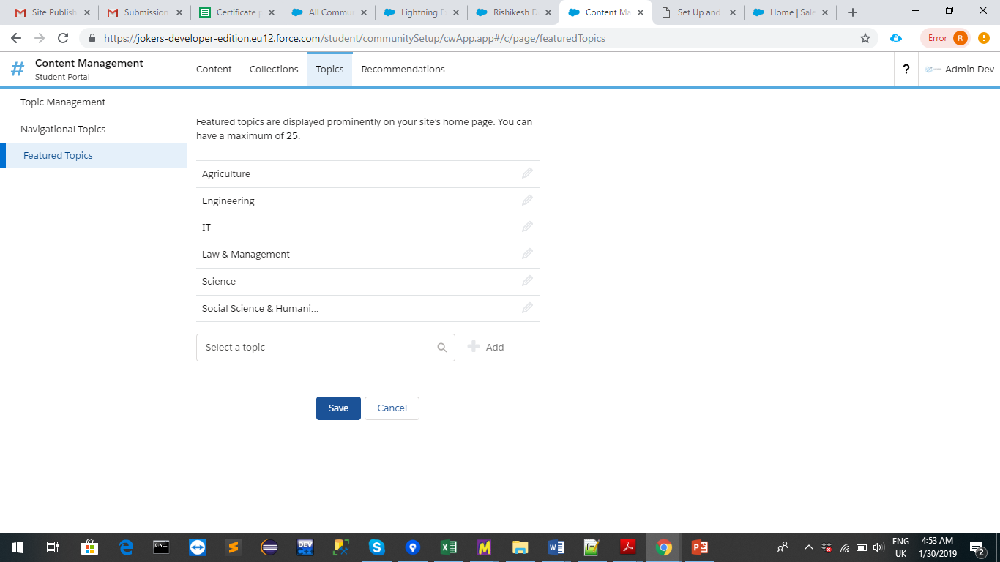 Site Publish
Submission
Certificate p
All Commu
Lightning E
Rishikesh D
Content Ma
Set Up and
Home | Sale
https://jokers-developer-edition.eu12.force.com/student/communitySetup/cwApp.app#/c/page/featuredTopics
Error R
Content Management
Student Portal
Content
Collections
Topics
Recommendations
?
Admin Dev
Topic Management
Navigational Topics
Featured Topics
Featured topics are displayed prominently on your site's home page. You can
have a maximum of 25.
Agriculture
Engineering
IT
Law & Management
Science
Social Science & Humani...
Select a topic
Add
Save
Cancel
DEV
ENG
UK
4:53 AM
1/30/2019
2